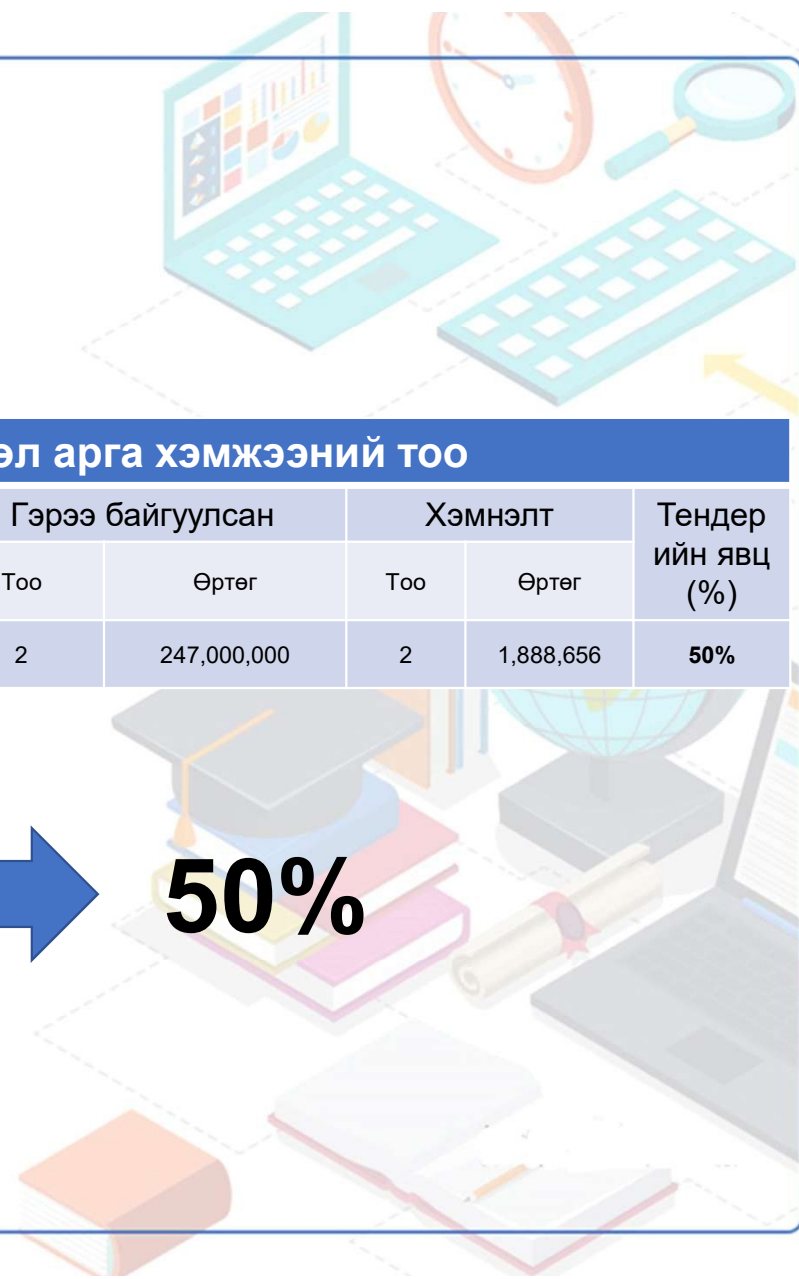 эл арга хэмжээний тоо
Гэрээ байгуулсан Хэмнэлт Тендер
ийн явц
(%)
Тоо Өртөг Тоо Өртөг
2 247,000,000 2 1,888,656 50%
50%